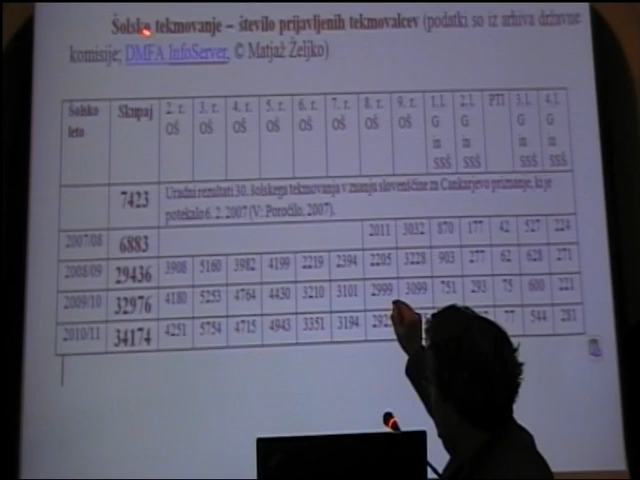 Šolsko tekmovanje – število prijavljenih tekmovalcev (podatki so iz arhiva državne
komisije; DMFA InfoServer, © Matjaž Željko)
Šolsko leto Skupaj 2. r. OŠ 3. r. OŠ 4. r. OŠ 5. r. OŠ 6. r. OŠ 7. r. OŠ 8. r. OŠ 9. r. OŠ 1. l. G in SSŠ 2. l. G in SSŠ PTI 3. l. G in SSŠ 4. l. G in SSŠ
7423 Uradni rezultati 30. šolskega tekmovanja v znanju slovenščine za Cankarjevo priznanje, ki je
potekalo 6. 2. 2007 (V: Poročilo, 2007).
2007/08 6883 2011 3032 870 177 42 527 224
2008/09 29436 3908 5160 3982 4199 2219 2394 2205 3228 903 277 62 628 271
2009/10 32976 4180 5253 4764 4430 3210 3101 2999 3099 751 293 75 600 221
2010/11 34174 4251 5754 4715 4943 3351 3194 77 544 281